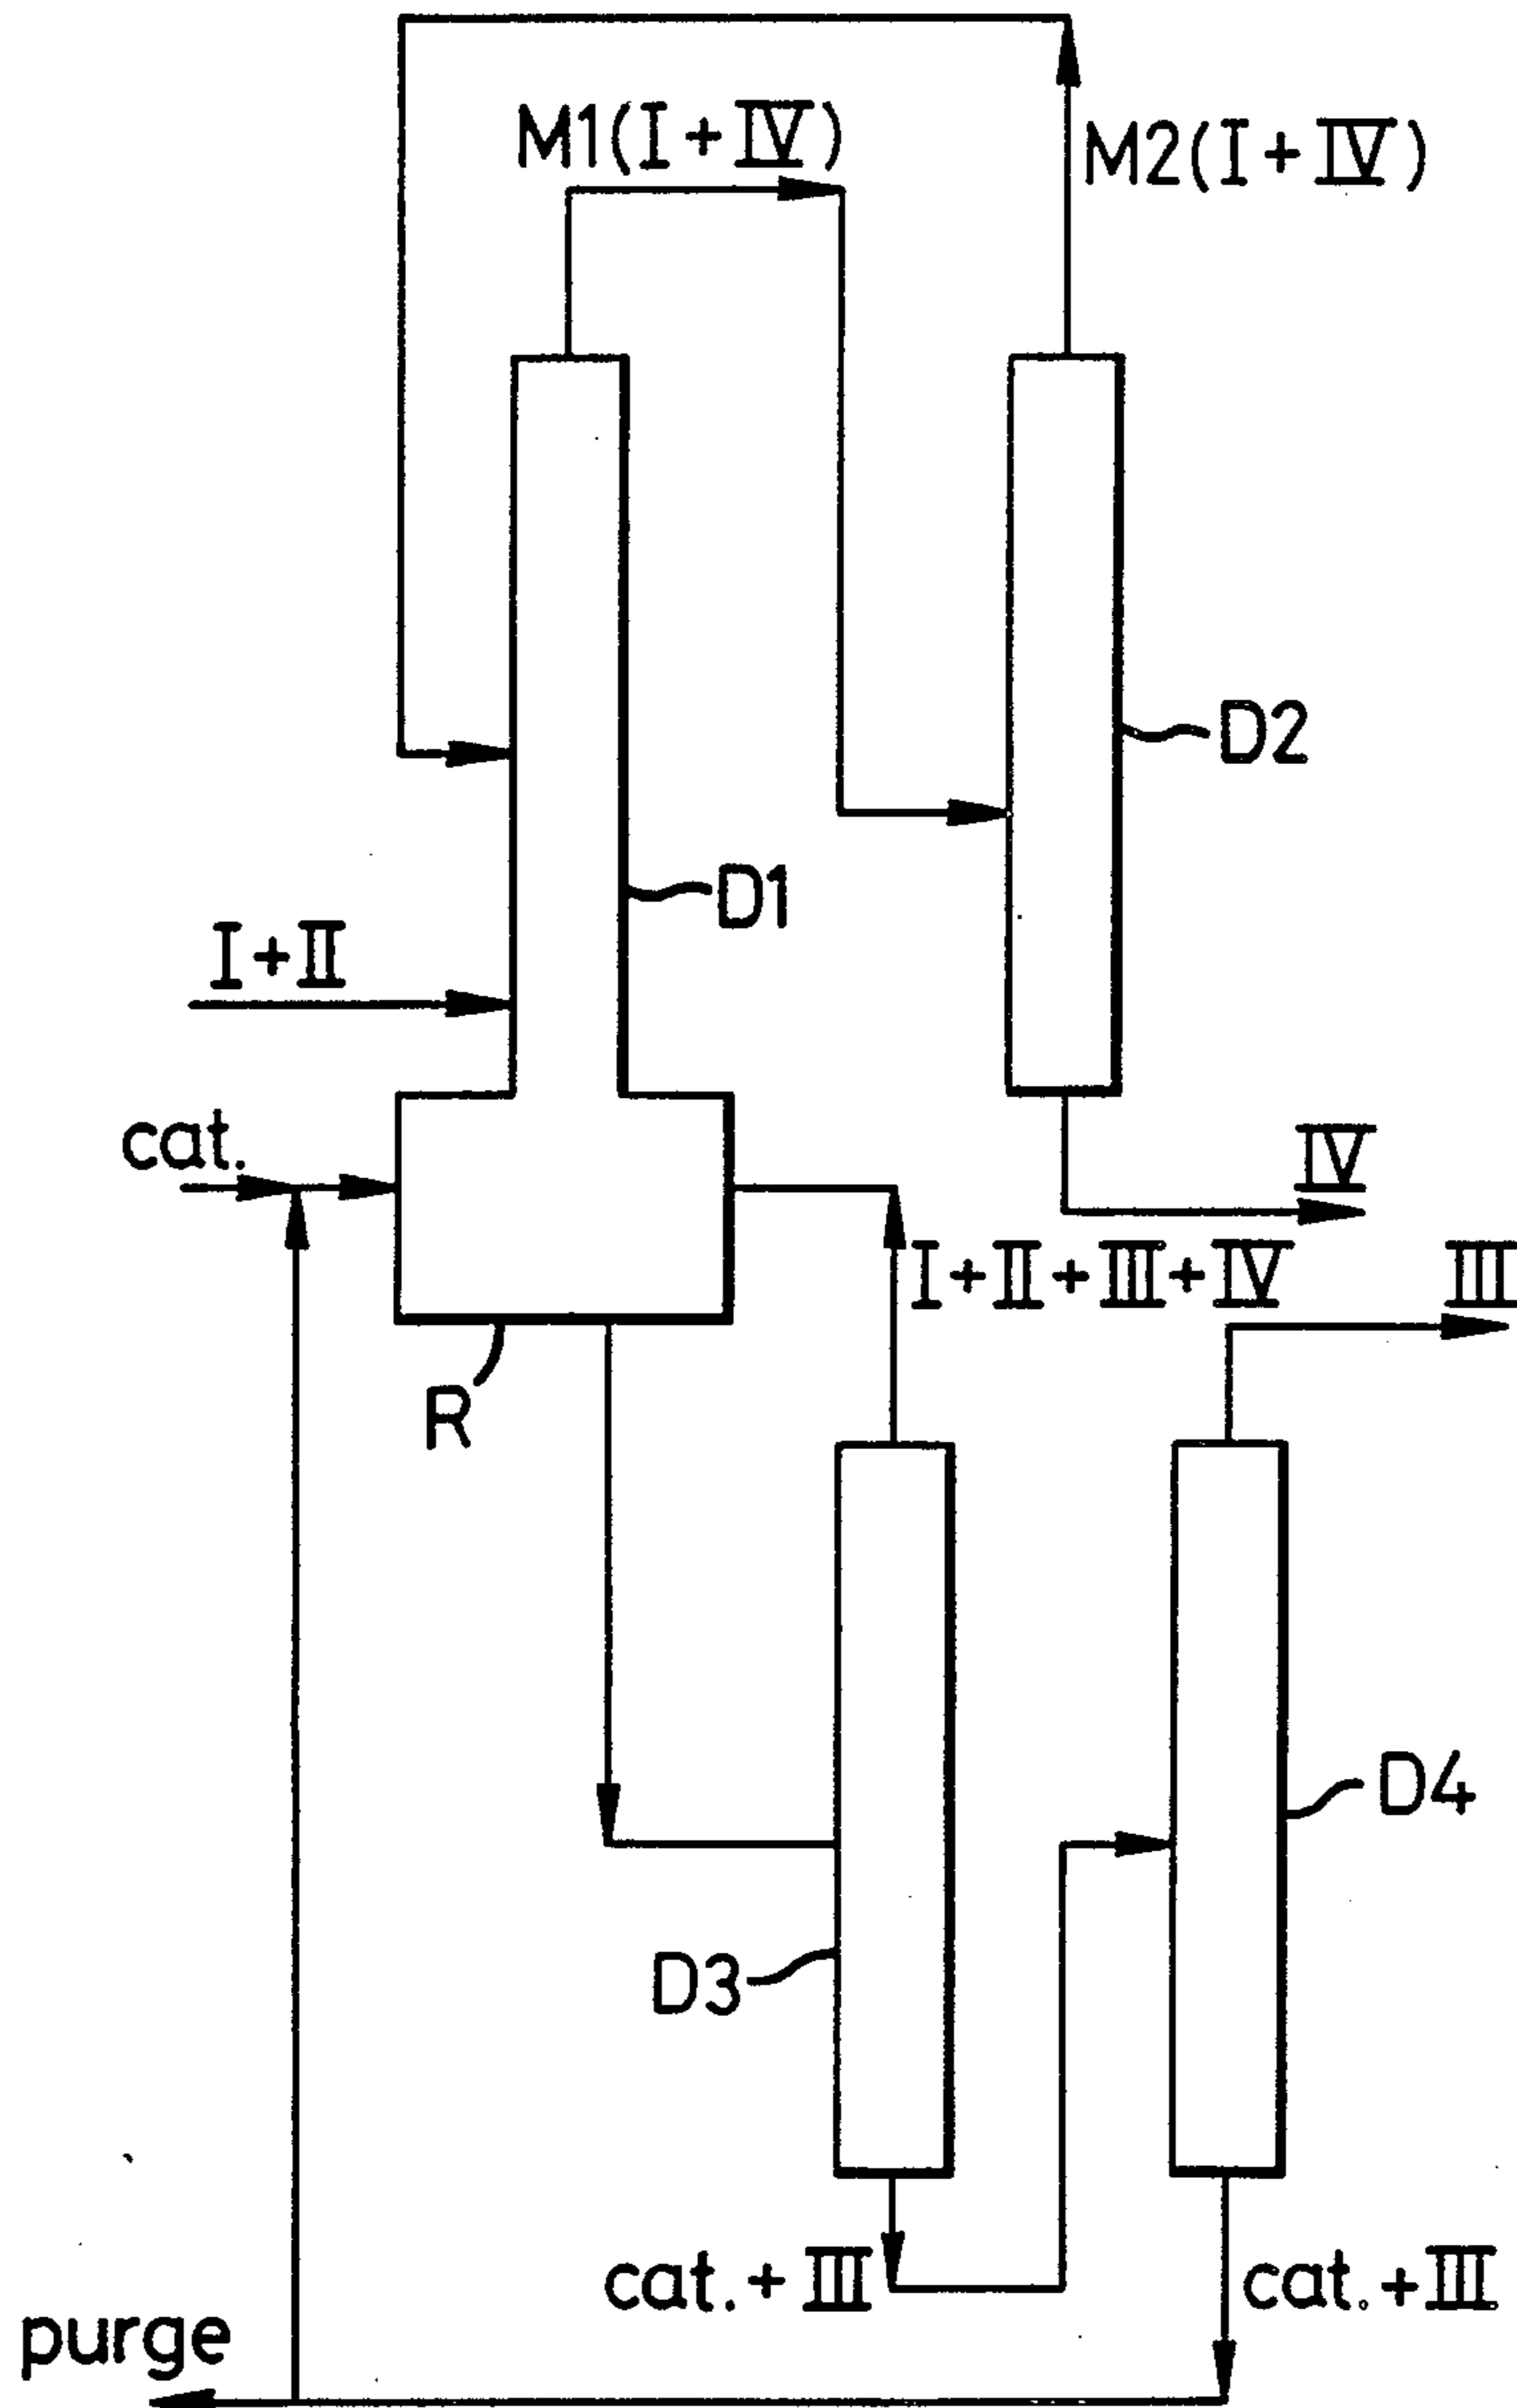 M1(I+IV)
M2(I+IV)
D2
D1
I+II
cat.
IV
I+II+III+IV
III
R
D4
D3
cat.+III
cat.+III
purge